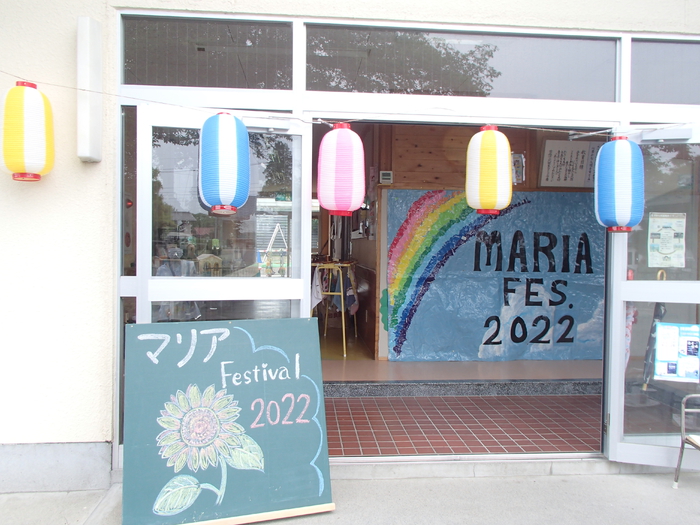 MARIA
FES.
2022
マリア
Festival
2022